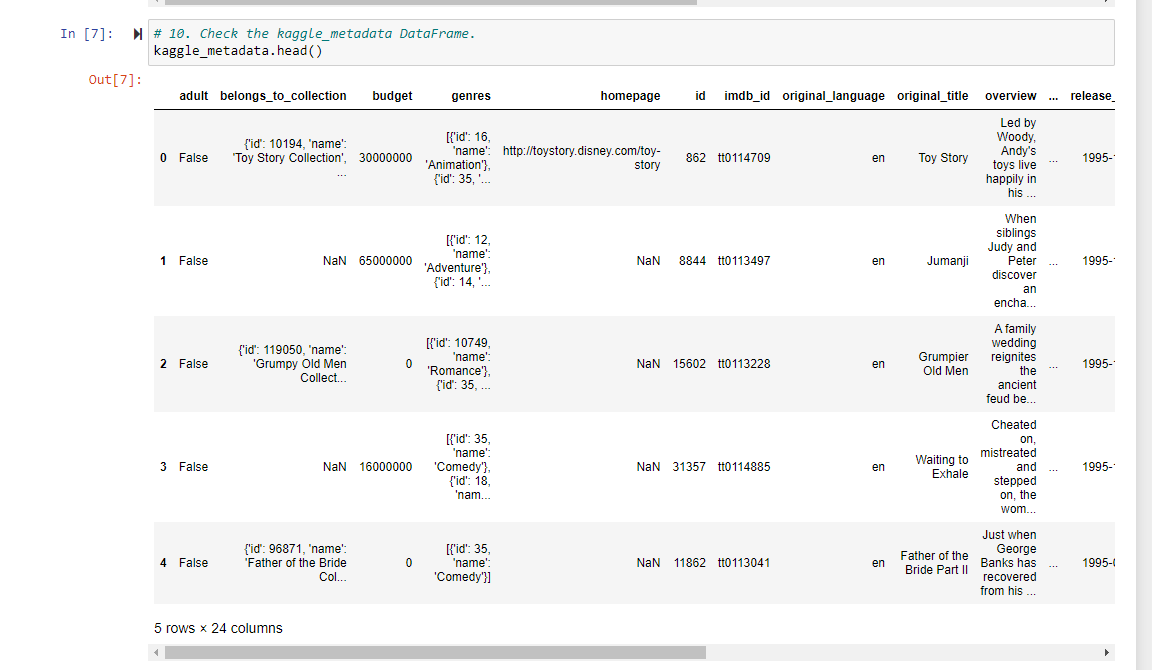 In [7]:
# 10. Check the kaggle_metadata DataFrame.
kaggle_metadata.head()
Out[7]:
adult belongs_to_collection budget genres homepage id imdb_id original_language original_title overview ... release_
0 False {'id': 10194, 'name': 'Toy Story Collection', ... 30000000 [{'id': 16, 'name': 'Animation'}, {'id': 35, '... http://toystory.disney.com/toy-story 862 tt0114709 en Toy Story Led by Woody, Andy's toys live happily in his ... ... 1995-
1 False NaN 65000000 [{'id': 12, 'name': 'Adventure'}, {'id': 14, '... NaN 8844 tt0113497 en Jumanji When siblings Judy and Peter discover an encha... ... 1995-
2 False {'id': 119050, 'name': 'Grumpy Old Men Collect... 0 [{'id': 10749, 'name': 'Romance'}, {'id': 35, ... NaN 15602 tt0113228 en Grumpier Old Men A family wedding reignites the ancient feud be... ... 1995-
3 False NaN 16000000 [{'id': 35, 'name': 'Comedy'}, {'id': 18, 'nam... NaN 31357 tt0114885 en Waiting to Exhale Cheated on, mistreated and stepped on, the wom... ... 1995-
4 False {'id': 96871, 'name': 'Father of the Bride Col... 0 [{'id': 35, 'name': 'Comedy'}] NaN 11862 tt0113041 en Father of the Bride Part II Just when George Banks has recovered from his ... ... 1995-
5 rows × 24 columns